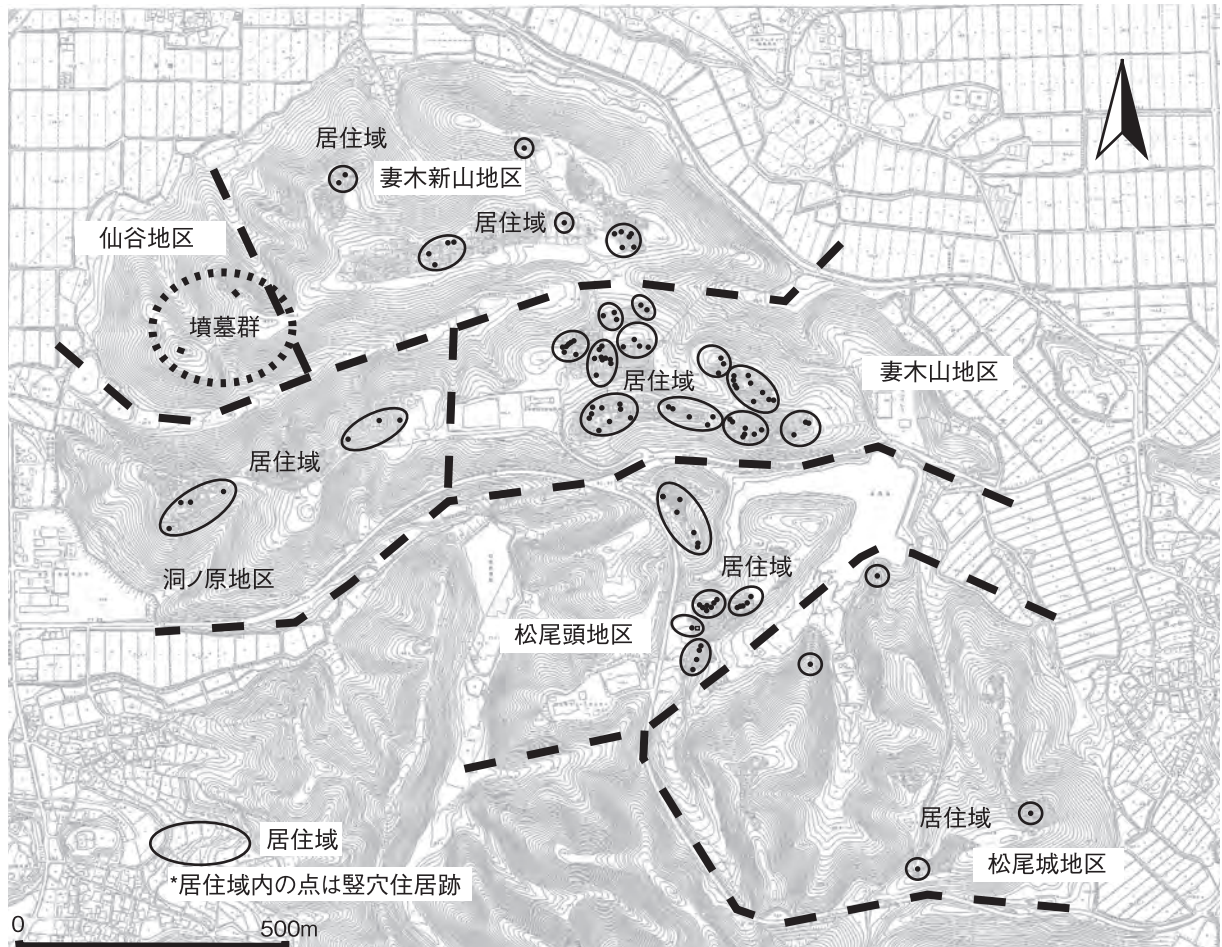 居住域
妻木新山地区
居住域
仙谷地区
墳墓群
妻木山地区
居住域
居住域
洞ノ原地区
居住域
松尾頭地区
居住域
松尾城地区
居住域
*居住域内の点は竪穴住居跡
0
500m